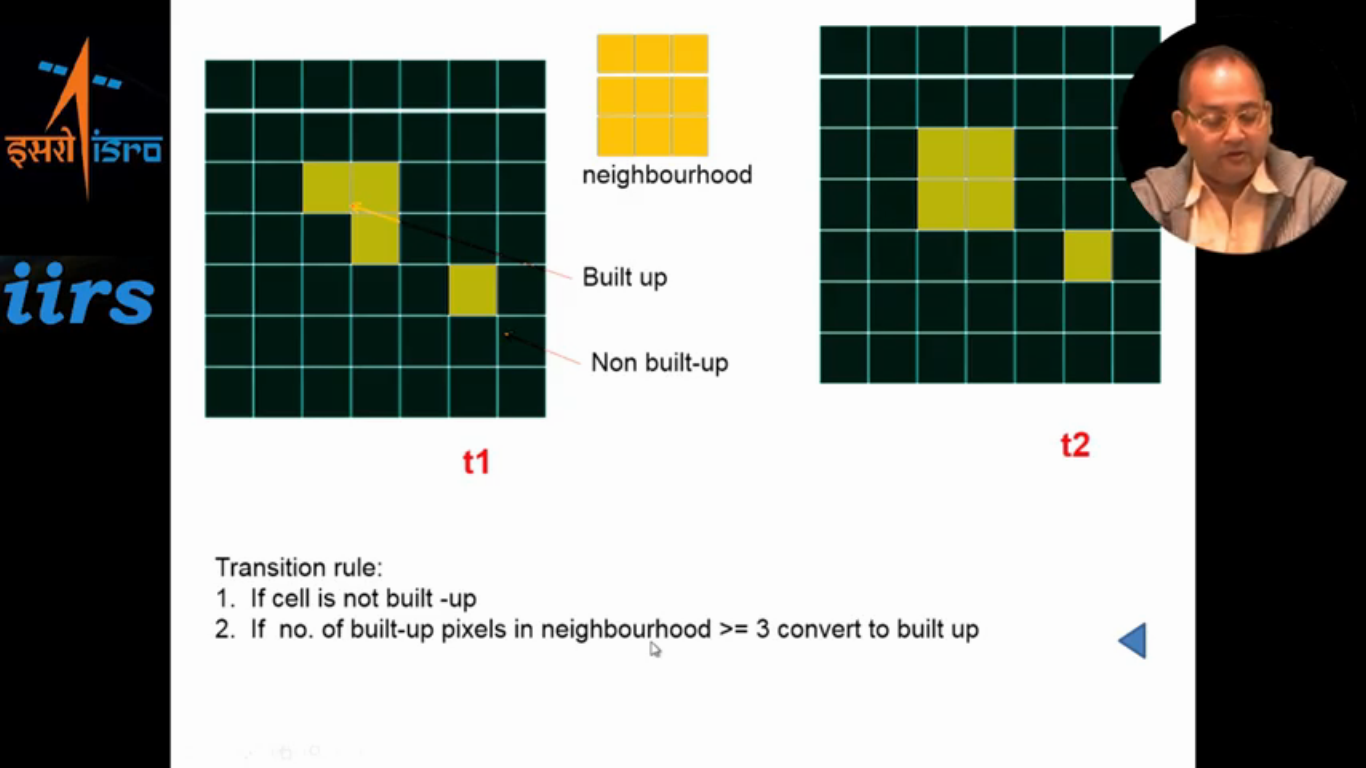 इसरो isro
iirs
neighbourhood
Built up
Non built-up
t1
t2
Transition rule:
1. If cell is not built -up
2. If no. of built-up pixels in neighbourhood >= 3 convert to built up